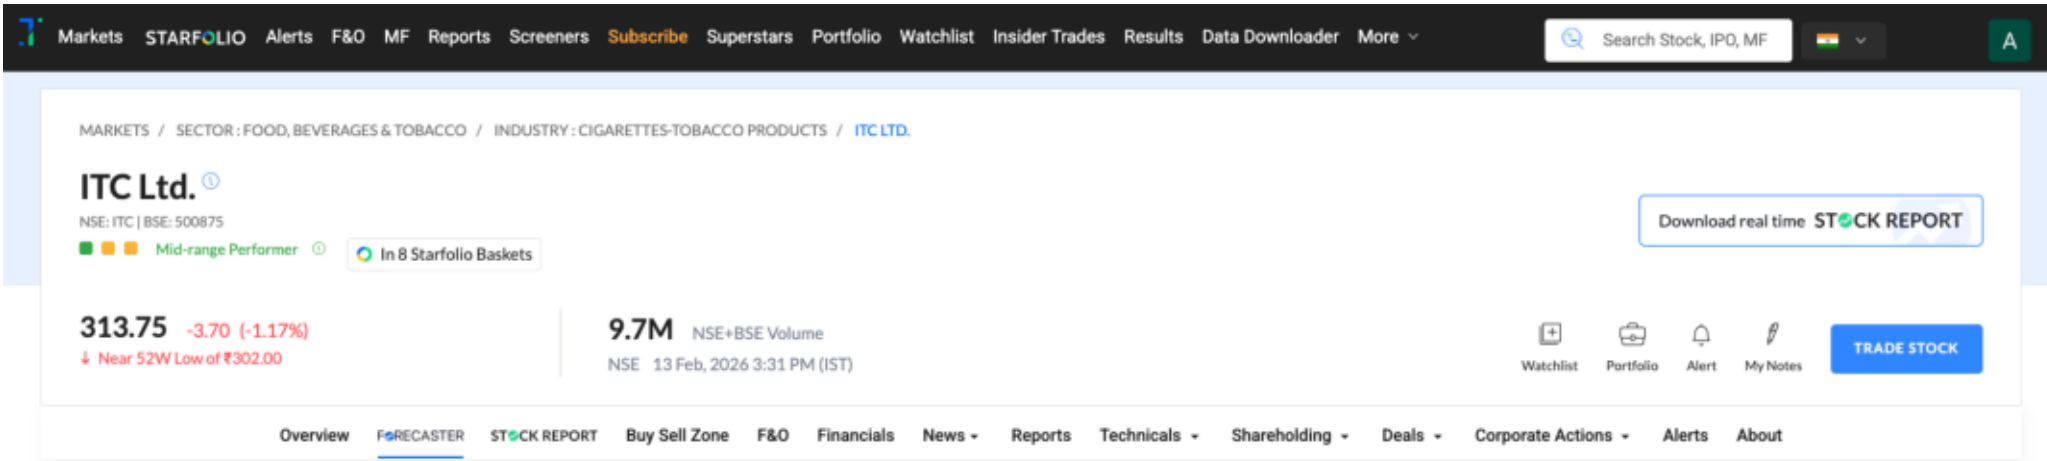 Markets STARFOLIO Alerts F&O MF Reports Screeners Subscribe Superstars Portfolio Watchlist Insider Trades Results Data Downloader More Search Stock, IPO, MF A
MARKETS / SECTOR : FOOD, BEVERAGES & TOBACCO / INDUSTRY : CIGARETTES-TOBACCO PRODUCTS / ITC LTD.
ITC Ltd.
NSE: ITC | BSE: 500875
Download real time STOCK REPORT
Mid-range Performer In 8 Starfolio Baskets
313.75 -3.70 (-1.17%)
↓ Near 52W Low of ₹302.00
9.7M NSE+BSE Volume
NSE 13 Feb, 2026 3:31 PM (IST)
Watchlist Portfolio Alert My Notes
TRADE STOCK
Overview FORECASTER STOCK REPORT Buy Sell Zone F&O Financials News Reports Technicals Shareholding Deals Corporate Actions Alerts About